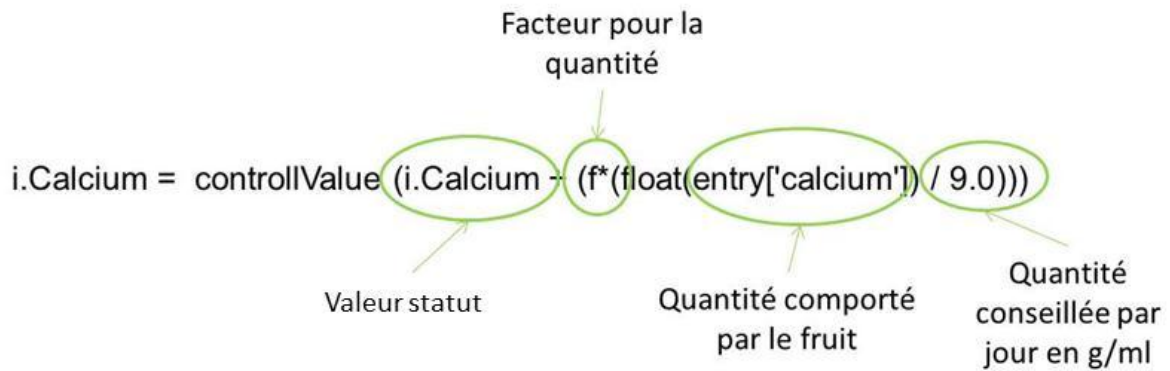 Facteur pour la
quantité
i.Calcium = controllValue (i.Calcium + (f*(float(entry['calcium']) / 9.0)))
Valeur statut
Quantité comporté
par le fruit
Quantité
conseillée par
jour en g/ml